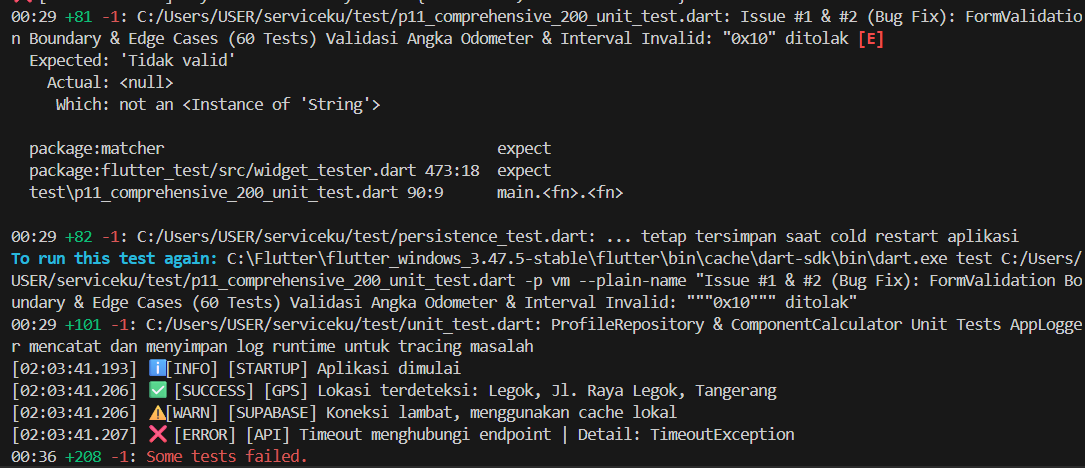 00:29 +81 -1: C:/Users/USER/serviceku/test/p11_comprehensive_200_unit_test.dart: Issue #1 & #2 (Bug Fix): FormValidatio
n Boundary & Edge Cases (60 Tests) Validasi Angka Odometer & Interval Invalid: "0x10" ditolak [E]
  Expected: 'Tidak valid'
    Actual: <null>
     Which: not an <Instance of 'String'>

  package:matcher                                     expect
  package:flutter_test/src/widget_tester.dart 473:18  expect
  test\p11_comprehensive_200_unit_test.dart 90:9      main.<fn>.<fn>

00:29 +82 -1: C:/Users/USER/serviceku/test/persistence_test.dart: ... tetap tersimpan saat cold restart aplikasi
To run this test again: C:\Flutter\flutter_windows_3.47.5-stable\flutter\bin\cache\dart-sdk\bin\dart.exe test C:/Users/
USER/serviceku/test/p11_comprehensive_200_unit_test.dart -p vm --plain-name "Issue #1 & #2 (Bug Fix): FormValidation Bo
undary & Edge Cases (60 Tests) Validasi Angka Odometer & Interval Invalid: """0x10""" ditolak"
00:29 +101 -1: C:/Users/USER/serviceku/test/unit_test.dart: ProfileRepository & ComponentCalculator Unit Tests AppLogge
r mencatat dan menyimpan log runtime untuk tracing masalah
[02:03:41.193] ℹ️[INFO] [STARTUP] Aplikasi dimulai
[02:03:41.206] ✅ [SUCCESS] [GPS] Lokasi terdeteksi: Legok, Jl. Raya Legok, Tangerang
[02:03:41.206] ⚠️[WARN] [SUPABASE] Koneksi lambat, menggunakan cache lokal
[02:03:41.207] ❌ [ERROR] [API] Timeout menghubungi endpoint | Detail: TimeoutException
00:36 +208 -1: Some tests failed.